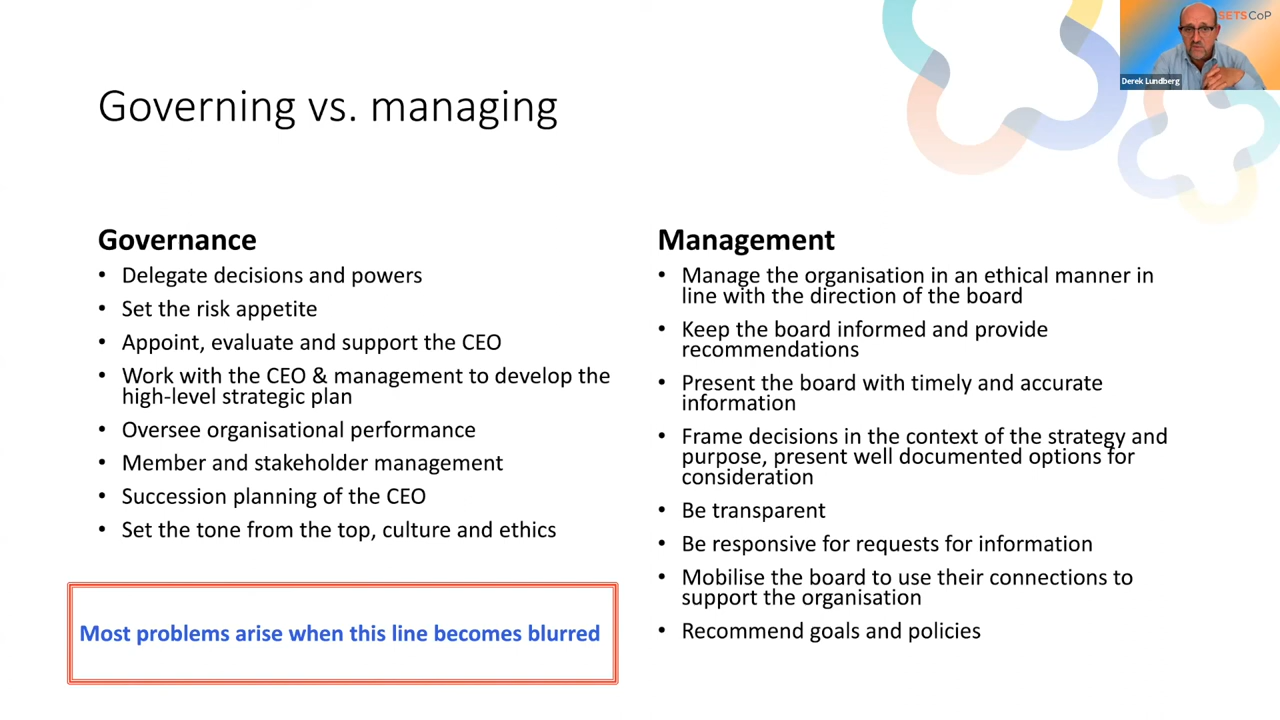 SETSCoP
Derek Lundberg
Governing vs. managing
Governance
• Delegate decisions and powers
• Set the risk appetite
• Appoint, evaluate and support the CEO
• Work with the CEO & management to develop the
high-level strategic plan
• Oversee organisational performance
• Member and stakeholder management
• Succession planning of the CEO
• Set the tone from the top, culture and ethics
Most problems arise when this line becomes blurred
Management
• Manage the organisation in an ethical manner in
line with the direction of the board
• Keep the board informed and provide
recommendations
• Present the board with timely and accurate
information
• Frame decisions in the context of the strategy and
purpose, present well documented options for
consideration
• Be transparent
• Be responsive for requests for information
• Mobilise the board to use their connections to
support the organisation
• Recommend goals and policies